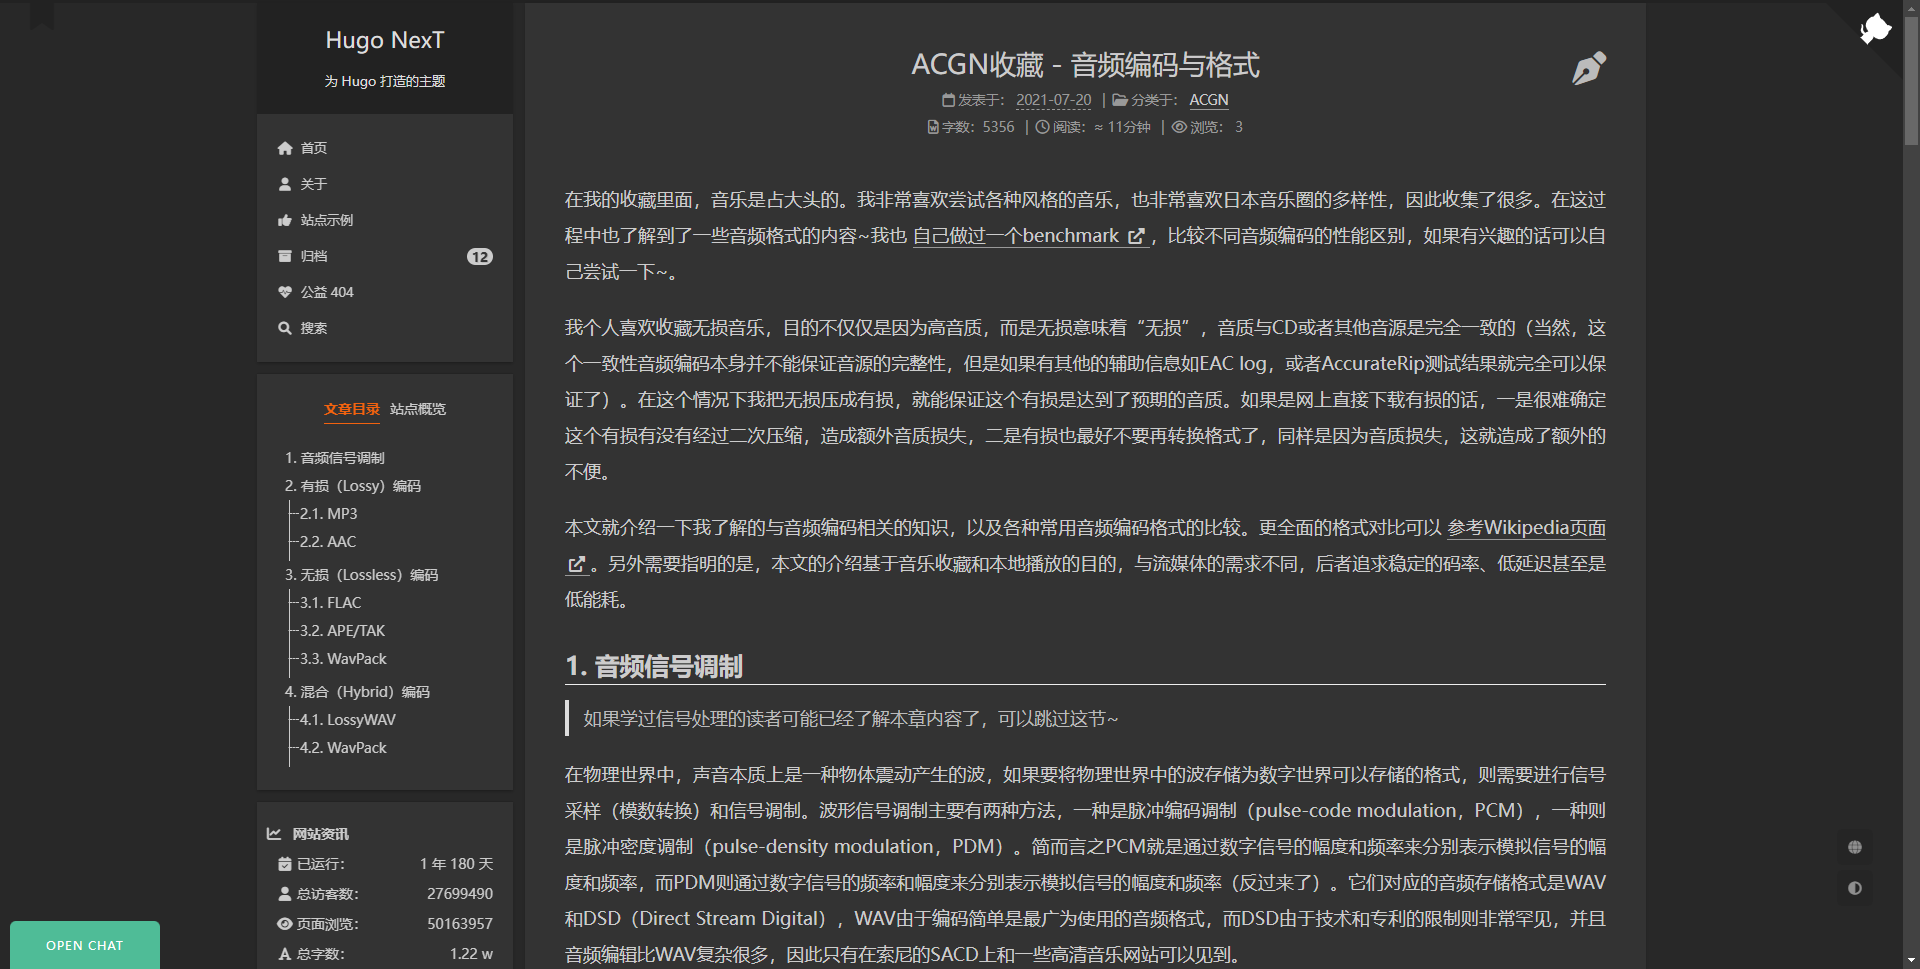 Hugo NexT
为 Hugo 打造的主题
首页
关于
站点示例
归档 12
公益 404
搜索
文章目录 站点概览
1. 音频信号调制
2. 有损（Lossy）编码
2.1. MP3
2.2. AAC
3. 无损（Lossless）编码
3.1. FLAC
3.2. APE/TAK
3.3. WavPack
4. 混合（Hybrid）编码
4.1. LossyWAV
4.2. WavPack
网站资讯
已运行： 1 年 180 天
总访客数： 27699490
页面浏览： 50163957
总字数： 1.22 w
OPEN CHAT
ACGN收藏 - 音频编码与格式
发表于： 2021-07-20 | 分类于： ACGN
字数：5356 | 阅读：≈ 11分钟 | 浏览： 3
在我的收藏里面，音乐是占大头的。我非常喜欢尝试各种风格的音乐，也非常喜欢日本音乐圈的多样性，因此收集了很多。在这过
程中也了解到了一些音频格式的内容~我也 自己做过一个benchmark ，比较不同音频编码的性能区别，如果有兴趣的话可以自
己尝试一下~。
我个人喜欢收藏无损音乐，目的不仅仅是因为高音质，而是无损意味着“无损”，音质与CD或者其他音源是完全一致的（当然，这
个一致性音频编码本身并不能保证音源的完整性，但是如果有其他的辅助信息如EAC log，或者AccurateRip测试结果就完全可以保
证了）。在这个情况下我把无损压成有损，就能保证这个有损是达到了预期的音质。如果是网上直接下载有损的话，一是很难确定
这个有损有没有经过二次压缩，造成额外音质损失，二是有损也最好不要再转换格式了，同样是因为音质损失，这就造成了额外的
不便。
本文就介绍一下我了解的与音频编码相关的知识，以及各种常用音频编码格式的比较。更全面的格式对比可以 参考Wikipedia页面
。另外需要指明的是，本文的介绍基于音乐收藏和本地播放的目的，与流媒体的需求不同，后者追求稳定的码率、低延迟甚至是
低能耗。
1. 音频信号调制
如果学过信号处理的读者可能已经了解本章内容了，可以跳过这节~
在物理世界中，声音本质上是一种物体震动产生的波，如果要将物理世界中的波存储为数字世界可以存储的格式，则需要进行信号
采样（模数转换）和信号调制。波形信号调制主要有两种方法，一种是脉冲编码调制（pulse-code modulation，PCM），一种则
是脉冲密度调制（pulse-density modulation，PDM）。简而言之PCM就是通过数字信号的幅度和频率来分别表示模拟信号的幅
度和频率，而PDM则通过数字信号的频率和幅度来分别表示模拟信号的幅度和频率（反过来了）。它们对应的音频存储格式是WAV
和DSD（Direct Stream Digital），WAV由于编码简单是最广为使用的音频格式，而DSD由于技术和专利的限制则非常罕见，并且
音频编辑比WAV复杂很多，因此只有在索尼的SACD上和一些高清音乐网站可以见到。